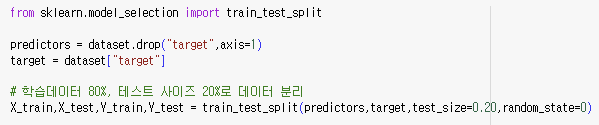 from sklearn.model_selection import train_test_split
predictors = dataset.drop("target",axis=1)
target = dataset["target"]
# 학습데이터 80%, 테스트 사이즈 20%로 데이터 분리
X_train,X_test,Y_train,Y_test = train_test_split(predictors,target,test_size=0.20,random_state=0)